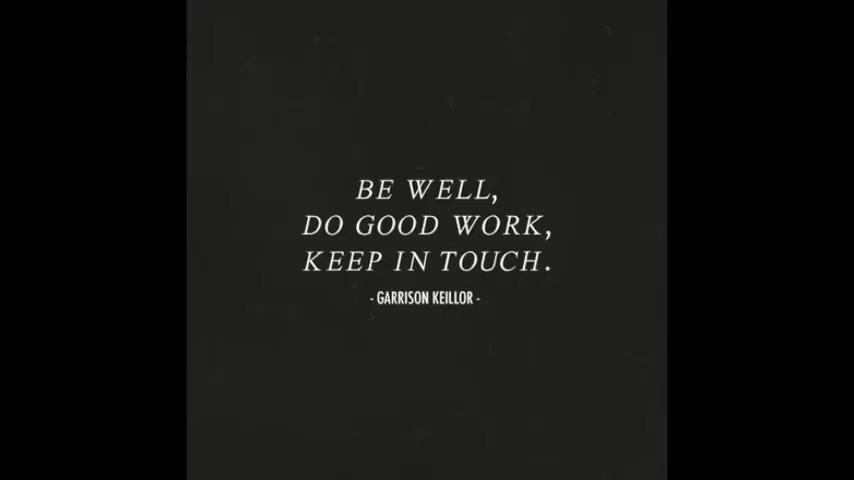 BE WELL,
DO GOOD WORK,
KEEP IN TOUCH.
- GARRISON KEILLOR -